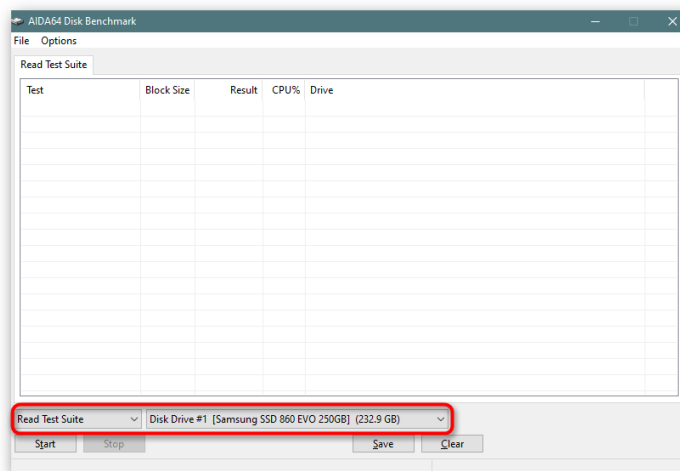 AIDA64 Disk Benchmark
File Options
Read Test Suite
Test Block Size Result CPU% Drive
Read Test Suite Disk Drive #1 [Samsung SSD 860 EVO 250GB] (232.9 GB)
Start Stop Save Clear